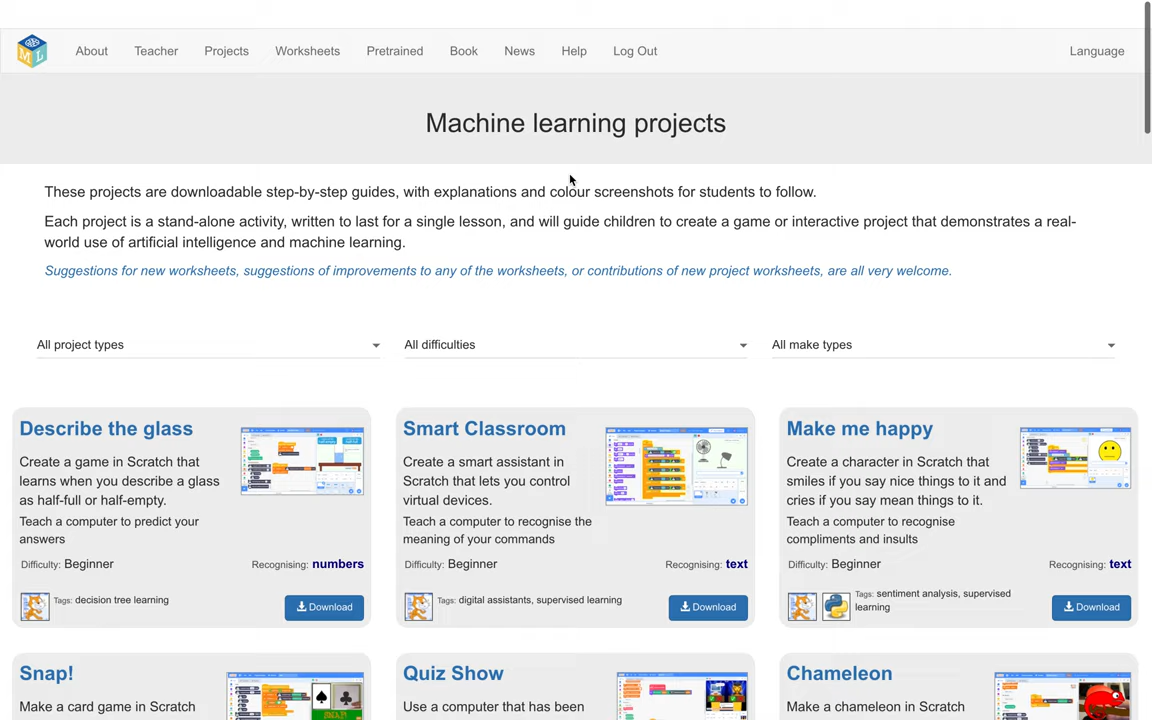 About Teacher Projects Worksheets Pretrained Book News Help Log Out Language
Machine learning projects
These projects are downloadable step-by-step guides, with explanations and colour screenshots for students to follow.
Each project is a stand-alone activity, written to last for a single lesson, and will guide children to create a game or interactive project that demonstrates a real-
world use of artificial intelligence and machine learning.
Suggestions for new worksheets, suggestions of improvements to any of the worksheets, or contributions of new project worksheets, are all very welcome.
All project types
All difficulties
All make types
Describe the glass
Create a game in Scratch that
learns when you describe a glass
as half-full or half-empty.
Teach a computer to predict your
answers
Difficulty: Beginner
Recognising: numbers
Tags: decision tree learning
Download
Smart Classroom
Create a smart assistant in
Scratch that lets you control
virtual devices.
Teach a computer to recognise the
meaning of your commands
Difficulty: Beginner
Recognising: text
Tags: digital assistants, supervised learning
Download
Make me happy
Create a character in Scratch that
smiles if you say nice things to it and
cries if you say mean things to it.
Teach a computer to recognise
compliments and insults
Difficulty: Beginner
Recognising: text
Tags: sentiment analysis, supervised
learning
Download
Snap!
Make a card game in Scratch
Quiz Show
Use a computer that has been
Chameleon
Make a chameleon in Scratch